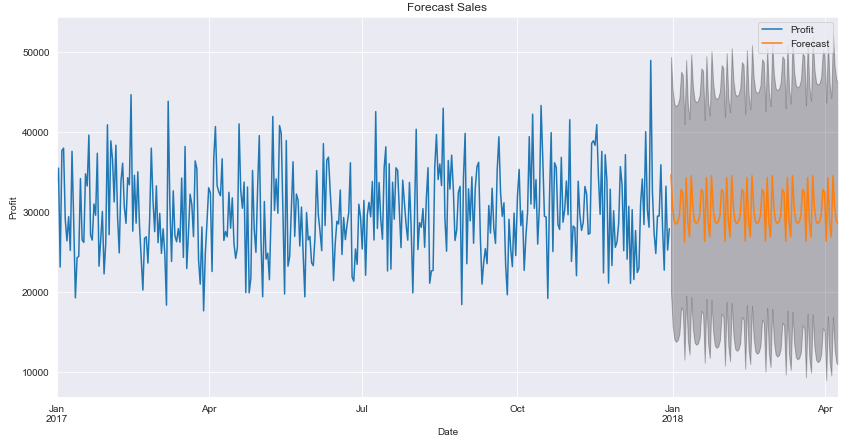 Forecast Sales
Profit
Forecast
50000
40000
30000
20000
10000
Profit
Jan
2017
Apr
Jul
Oct
Jan
2018
Apr
Date